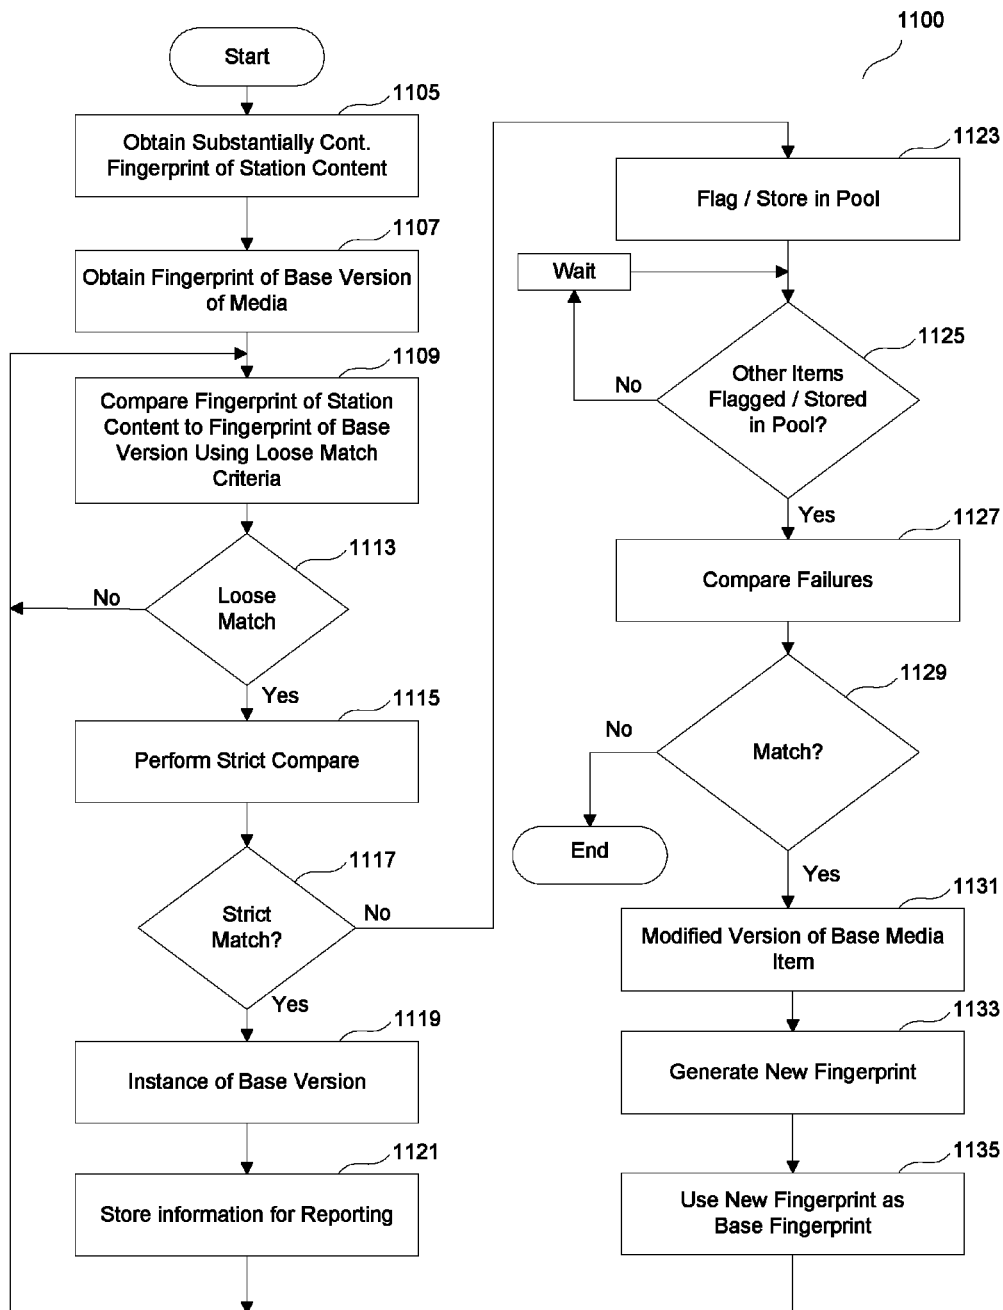 1100
Start
1105
Obtain Substantially Cont.
Fingerprint of Station Content
1107
Obtain Fingerprint of Base Version
of Media
1109
Compare Fingerprint of Station
Content to Fingerprint of Base
Version Using Loose Match
Criteria
1113
Loose
Match
No
Yes
1115
Perform Strict Compare
1117
Strict
Match?
No
Yes
1119
Instance of Base Version
1121
Store information for Reporting
1123
Flag / Store in Pool
Wait
1125
Other Items
Flagged / Stored
in Pool?
No
Yes
1127
Compare Failures
1129
Match?
No
End
Yes
1131
Modified Version of Base Media
Item
1133
Generate New Fingerprint
1135
Use New Fingerprint as
Base Fingerprint